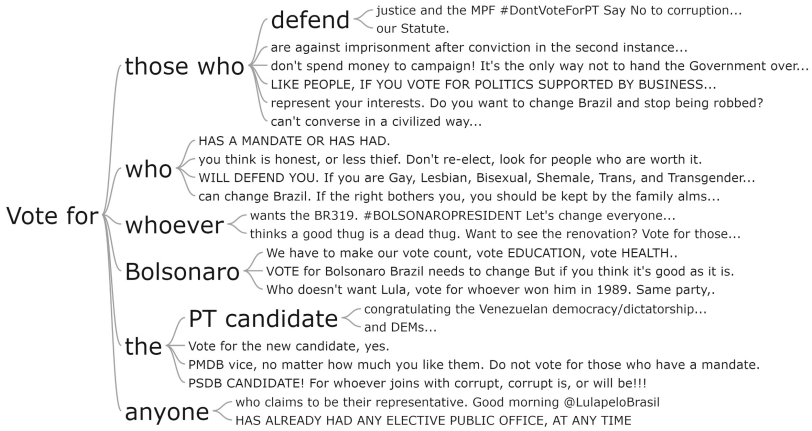 Vote for
those who
defend
justice and the MPF #DontVoteForPT Say No to corruption...
our Statute.
are against imprisonment after conviction in the second instance...
don't spend money to campaign! It's the only way not to hand the Government over...
LIKE PEOPLE, IF YOU VOTE FOR POLITICS SUPPORTED BY BUSINESS...
represent your interests. Do you want to change Brazil and stop being robbed?
can't converse in a civilized way...
who
HAS A MANDATE OR HAS HAD.
you think is honest, or less thief. Don't re-elect, look for people who are worth it.
WILL DEFEND YOU. If you are Gay, Lesbian, Bisexual, Shemale, Trans, and Transgender...
can change Brazil. If the right bothers you, you should be kept by the family alms...
whoever
wants the BR319. #BOLSONAROPRESIDENT Let's change everyone...
thinks a good thug is a dead thug. Want to see the renovation? Vote for those...
Bolsonaro
We have to make our vote count, vote EDUCATION, vote HEALTH..
VOTE for Bolsonaro Brazil needs to change But if you think it's good as it is.
Who doesn't want Lula, vote for whoever won him in 1989. Same party,.
the
PT candidate
congratulating the Venezuelan democracy/dictatorship...
and DEMs...
Vote for the new candidate, yes.
PMDB vice, no matter how much you like them. Do not vote for those who have a mandate.
PSDB CANDIDATE! For whoever joins with corrupt, corrupt is, or will be!!!
anyone
who claims to be their representative. Good morning @LulapeloBrasil
HAS ALREADY HAD ANY ELECTIVE PUBLIC OFFICE, AT ANY TIME